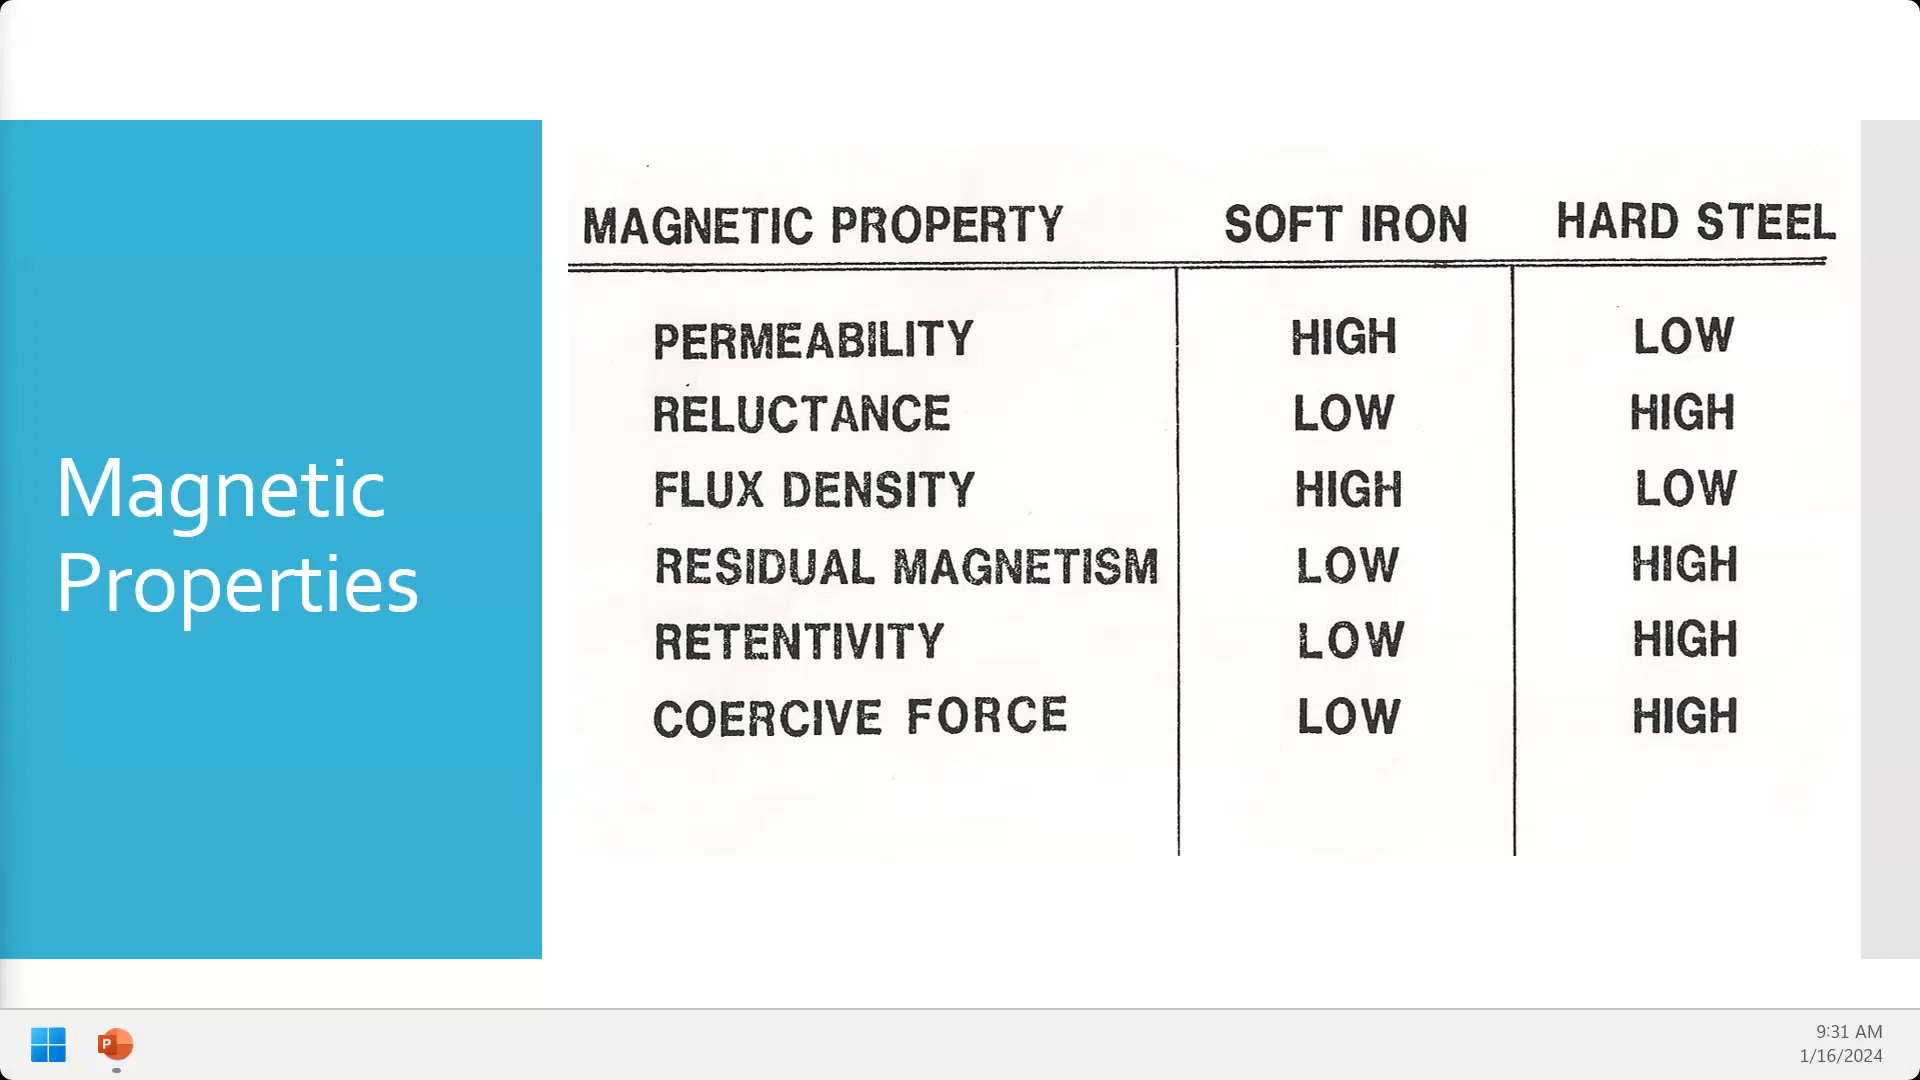 Magnetic
Properties
MAGNETIC PROPERTY SOFT IRON HARD STEEL
PERMEABILITY HIGH LOW
RELUCTANCE LOW HIGH
FLUX DENSITY HIGH LOW
RESIDUAL MAGNETISM LOW HIGH
RETENTIVITY LOW HIGH
COERCIVE FORCE LOW HIGH
P
9:31 AM
1/16/2024